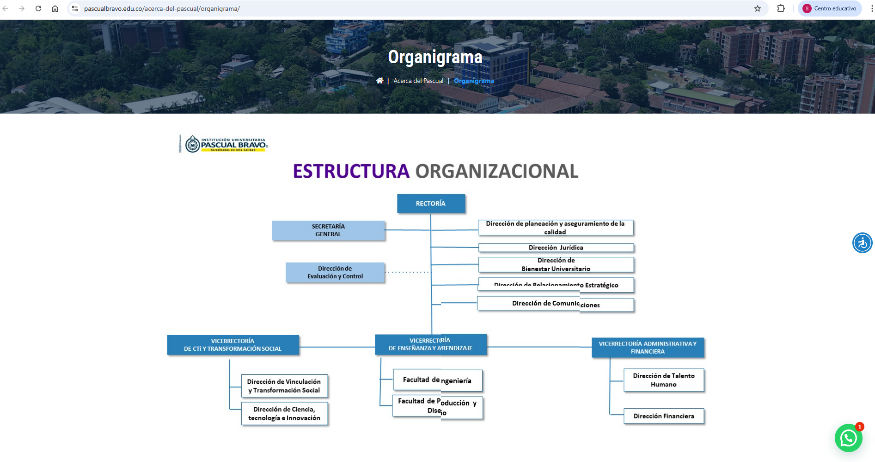 pascualbravo.edu.co/acerca-del-pascual/organigrama/
Centro educativo
Organigrama
Acerca del Pascual | Organigrama
INSTITUCIÓN UNIVERSITARIA
PASCUAL BRAVO
ESTRUCTURA ORGANIZACIONAL
RECTORÍA
SECRETARÍA
GENERAL
Dirección de planeación y aseguramiento de la
calidad
Dirección Jurídica
Dirección de
Evaluación y Control
Dirección de
Bienestar Universitario
Dirección de Relacionamiento Estratégico
Dirección de Comunicaciones
VICERRECTORÍA
DE CTi Y TRANSFORMACIÓN SOCIAL
VICERRECTORÍA
DE ENSEÑANZA Y APRENDIZAJE
VICERRECTORÍA ADMINISTRATIVA Y
FINANCIERA
Dirección de Vinculación
y Transformación Social
Dirección de Ciencia,
tecnología e Innovación
Facultad de Ingeniería
Facultad de Producción y
Diseño
Dirección de Talento
Humano
Dirección Financiera
1